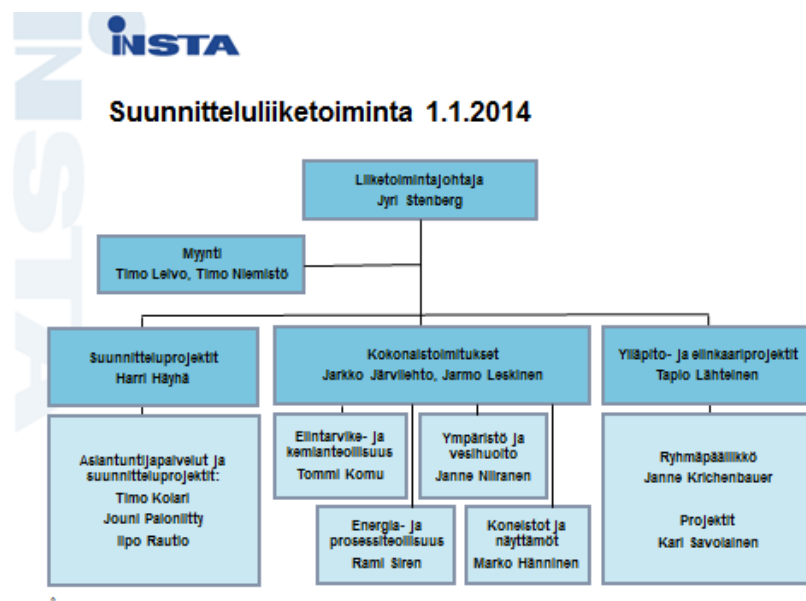 INSTA
INSTA
Suunnitteluliiketoiminta 1.1.2014
Liiketoimintajohtaja
Jyri Stenberg
Myynti
Timo Leivo, Timo Niemistö
Suunnitteluprojektit
Harri Häyhä
Kokonaistoimitukset
Jarkko Järvilehto, Jarmo Leskinen
Ylläpito- ja elinkaariprojektit
Tapio Lähteinen
Asiantuntijapalvelut ja
suunnitteluprojektit:
Timo Kolari
Jouni Paloniitty
Ilpo Rautio
Elintarvike- ja
kemianteollisuus
Tommi Komu
Ympäristö ja
vesihuolto
Janne Niiranen
Energia- ja
prosessiteollisuus
Rami Siren
Koneistot ja
näyttämöt
Marko Hänninen
Ryhmäpäällikkö
Janne Krichenbauer
Projektit
Kari Savolainen